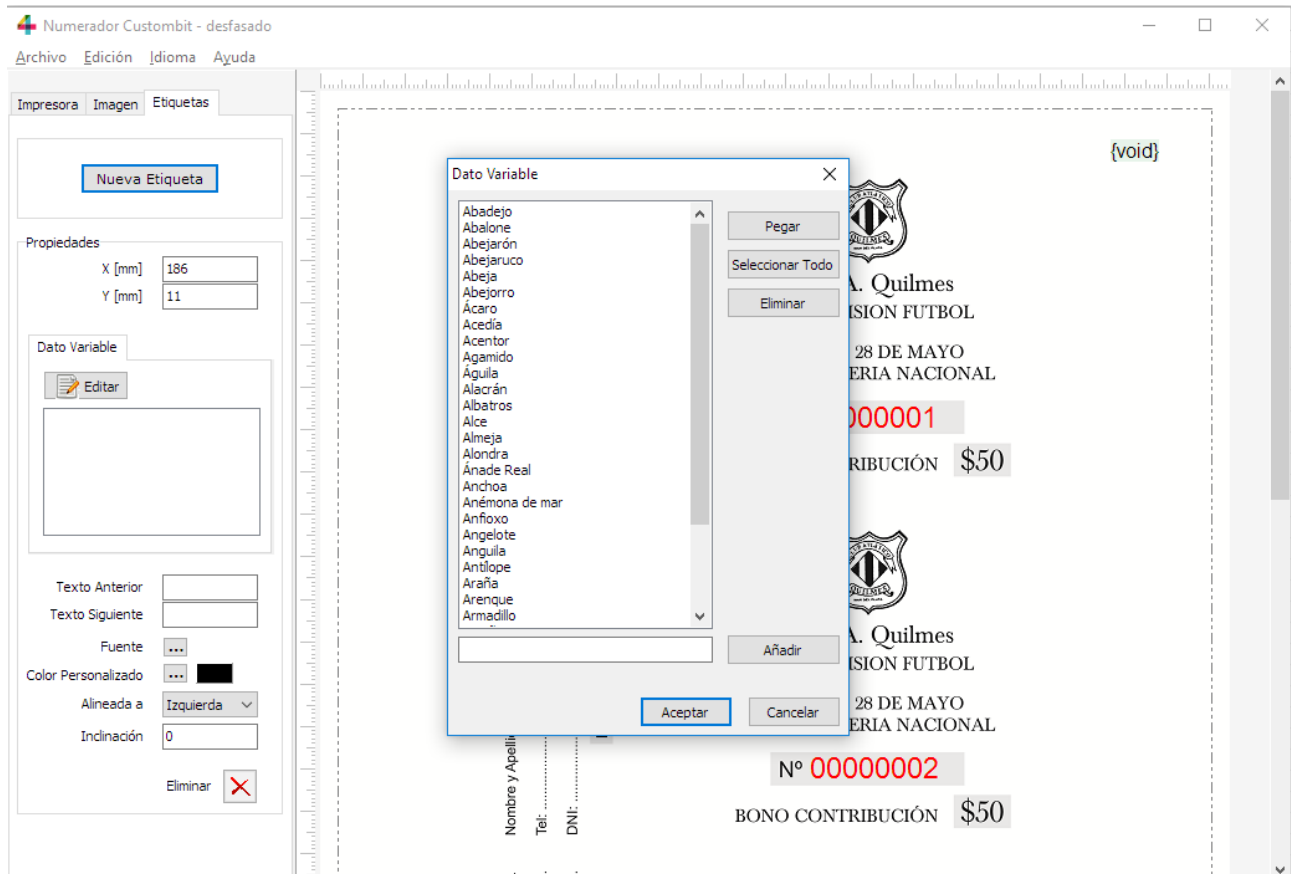 Numerador Custombit - desfasado
Archivo Edición Idioma Ayuda
Impresora Imagen Etiquetas
Nueva Etiqueta
Propiedades
X [mm] 186
Y [mm] 11
Dato Variable
Editar
Texto Anterior
Texto Siguiente
Fuente ...
Color Personalizado ...
Alineada a Izquierda
Inclinación 0
Eliminar
{void}
Dato Variable
Abadejo
Abalone
Abejarón
Abejaruco
Abeja
Abejorro
Ácaro
Acedía
Acentor
Agamido
Águila
Alacrán
Albatros
Alce
Almeja
Alondra
Ánade Real
Anchoa
Anémona de mar
Anfioxo
Angelote
Anguila
Antílope
Araña
Arenque
Armadillo
Pegar
Seleccionar Todo
Eliminar
Añadir
Aceptar Cancelar
QUILMES
A. Quilmes
ISION FUTBOL
28 DE MAYO
ERIA NACIONAL
000001
RIBUCIÓN $50
QUILMES
A. Quilmes
ISION FUTBOL
28 DE MAYO
ERIA NACIONAL
Nº 00000002
BONO CONTRIBUCIÓN $50
Nombre y Apelli
Tel:
DNI: